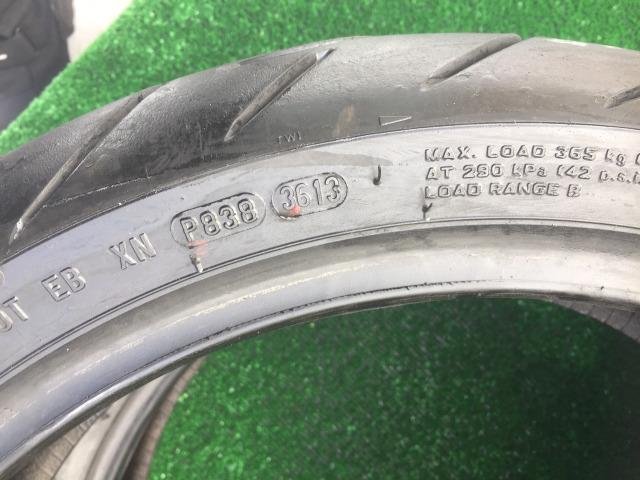 TWI
MAX. LOAD 365 kg
AT 290 kPa (42 p.s.i
LOAD RANGE B
DOT EB XN P838 3613